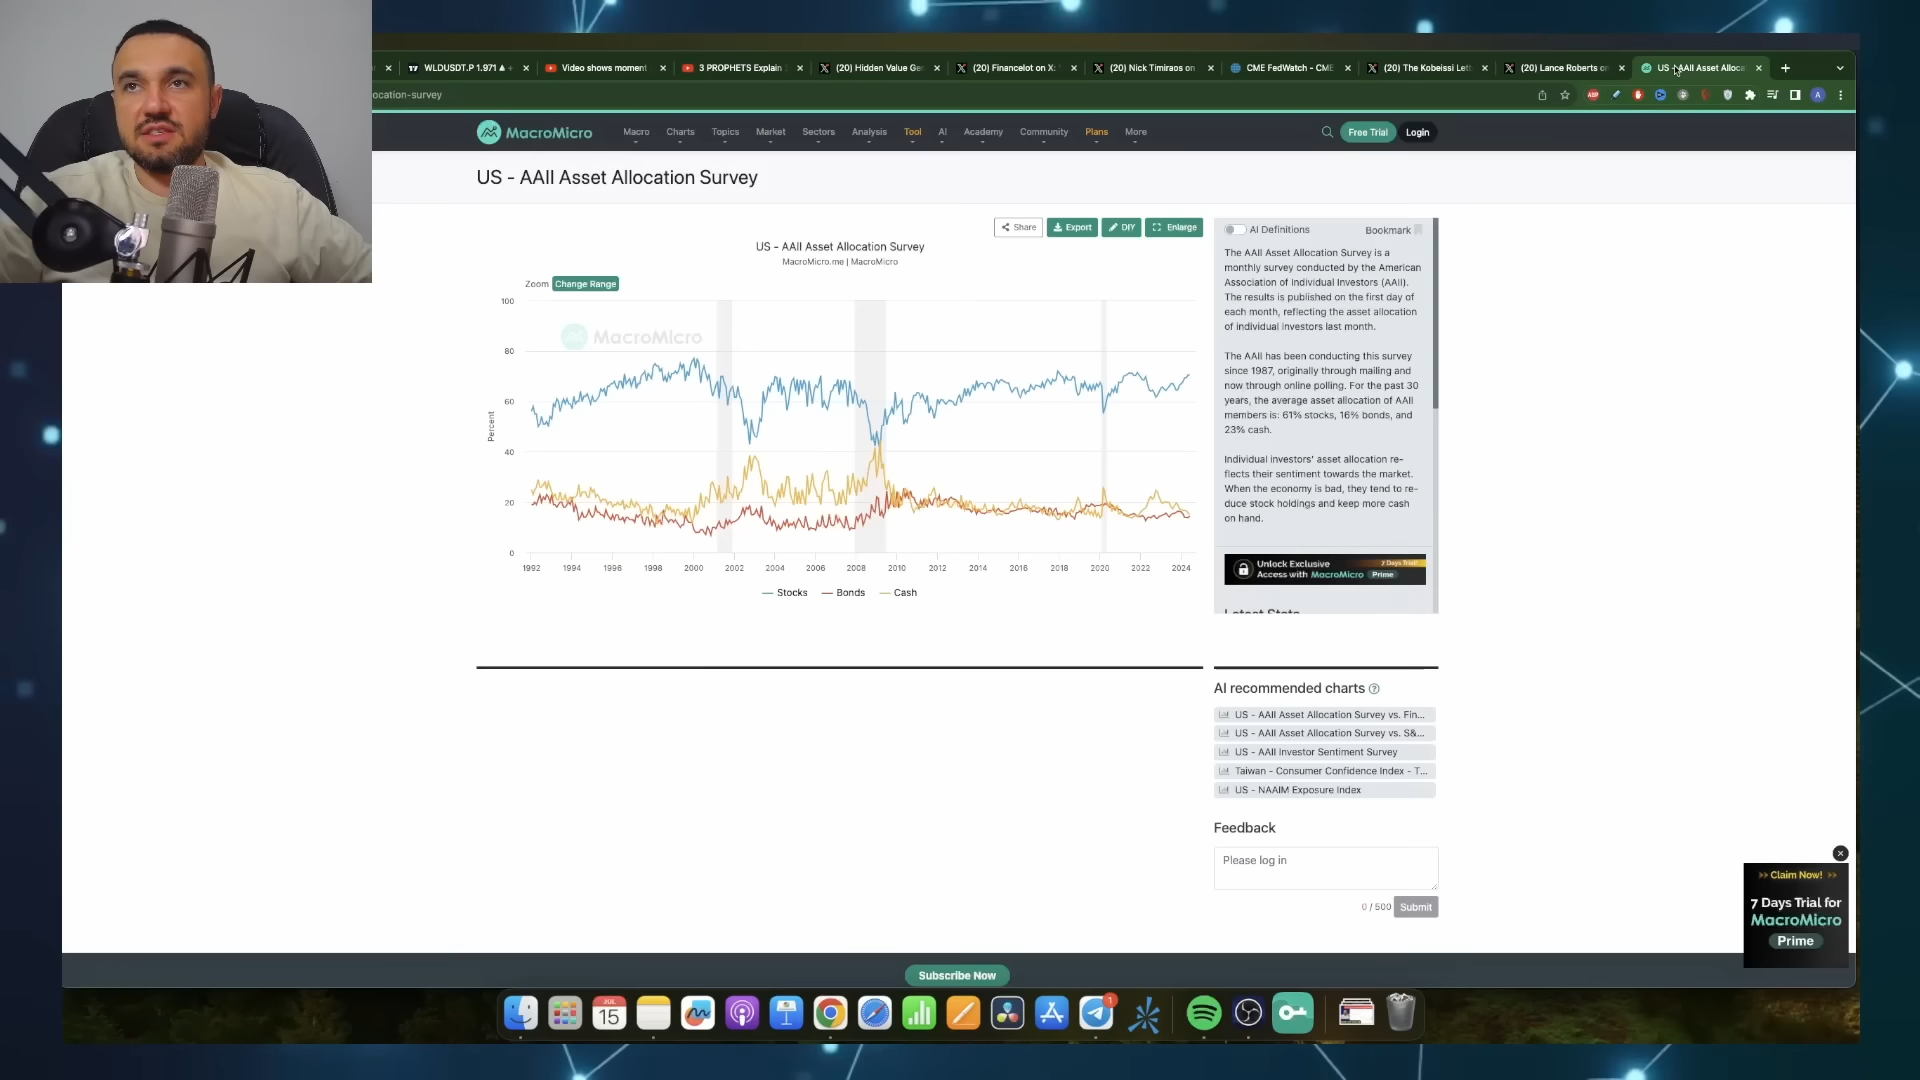 WLDUSDT.P 1.971
Video shows moment
3 PROPHETS Explain
(20) Hidden Value Ge
(20) Financelot on X:
(20) Nick Timiraos on
CME FedWatch - CME
(20) The Kobeissi Lett
(20) Lance Roberts on
US - AAII Asset Alloca
ocation-survey
MacroMicro
Macro
Charts
Topics
Market
Sectors
Analysis
Tool
AI
Academy
Community
Plans
More
Free Trial
Login
US - AAII Asset Allocation Survey
Share
Export
DIY
Enlarge
US - AAII Asset Allocation Survey
MacroMicro.me | MacroMicro
Zoom
Change Range
MacroMicro
Percent
100
80
60
40
20
0
1992
1994
1996
1998
2000
2002
2004
2006
2008
2010
2012
2014
2016
2018
2020
2022
2024
Stocks
Bonds
Cash
AI Definitions
Bookmark
The AAII Asset Allocation Survey is a
monthly survey conducted by the American
Association of Individual Investors (AAII).
The results is published on the first day of
each month, reflecting the asset allocation
of individual investors last month.
The AAII has been conducting this survey
since 1987, originally through mailing and
now through online polling. For the past 30
years, the average asset allocation of AAII
members is: 61% stocks, 16% bonds, and
23% cash.
Individual investors' asset allocation re-
flects their sentiment towards the market.
When the economy is bad, they tend to re-
duce stock holdings and keep more cash
on hand.
Unlock Exclusive
7 Days Trial!
Access with MacroMicro Prime
Latest Stats
AI recommended charts
US - AAII Asset Allocation Survey vs. Fin...
US - AAII Asset Allocation Survey vs. S&...
US - AAII Investor Sentiment Survey
Taiwan - Consumer Confidence Index - T...
US - NAAIM Exposure Index
Feedback
Please log in
0 / 500
Submit
Claim Now!
7 Days Trial for
MacroMicro
Prime
Subscribe Now
JUL
15
1